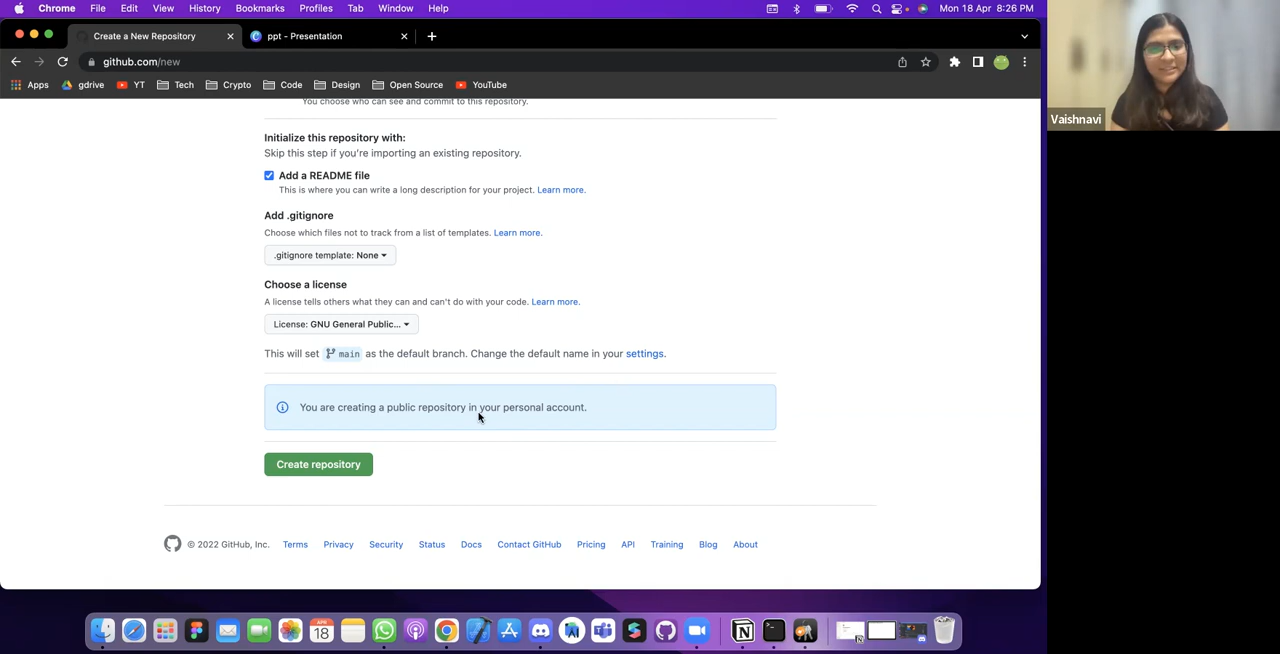 Chrome File Edit View History Bookmarks Profiles Tab Window Help Mon 18 Apr 8:26 PM
Create a New Repository ppt - Presentation
github.com/new
Apps gdrive YT Tech Crypto Code Design Open Source YouTube
You choose who can see and commit to this repository.
Initialize this repository with:
Skip this step if you're importing an existing repository.
Add a README file
This is where you can write a long description for your project. Learn more.
Add .gitignore
Choose which files not to track from a list of templates. Learn more.
.gitignore template: None
Choose a license
A license tells others what they can and can't do with your code. Learn more.
License: GNU General Public...
This will set main as the default branch. Change the default name in your settings.
You are creating a public repository in your personal account.
Create repository
© 2022 GitHub, Inc. Terms Privacy Security Status Docs Contact GitHub Pricing API Training Blog About
APR
18
Vaishnavi